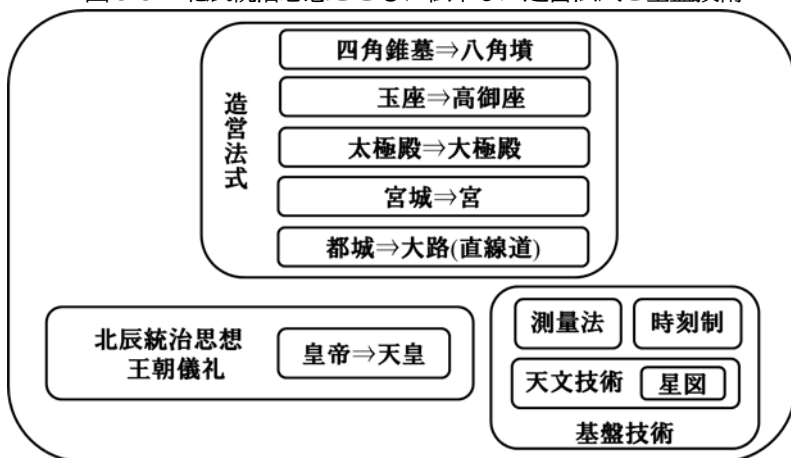 造営法式
四角錐墓⇒八角墳
玉座⇒高御座
太極殿⇒大極殿
宮城⇒宮
都城⇒大路(直線道)
北辰統治思想
王朝儀礼
皇帝⇒天皇
測量法
時刻制
天文技術
星図
基盤技術